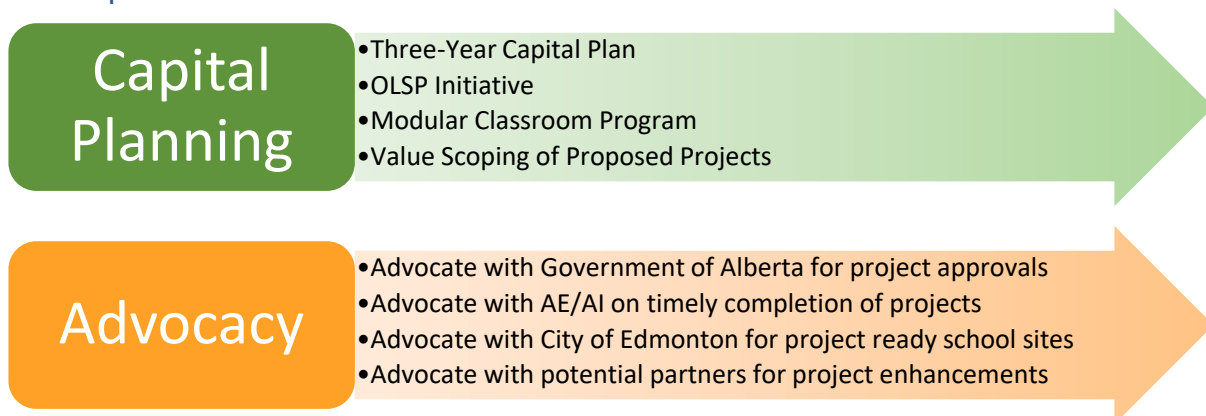 Capital
Planning
•Three-Year Capital Plan
•OLSP Initiative
•Modular Classroom Program
•Value Scoping of Proposed Projects
Advocacy
•Advocate with Government of Alberta for project approvals
•Advocate with AE/AI on timely completion of projects
•Advocate with City of Edmonton for project ready school sites
•Advocate with potential partners for project enhancements